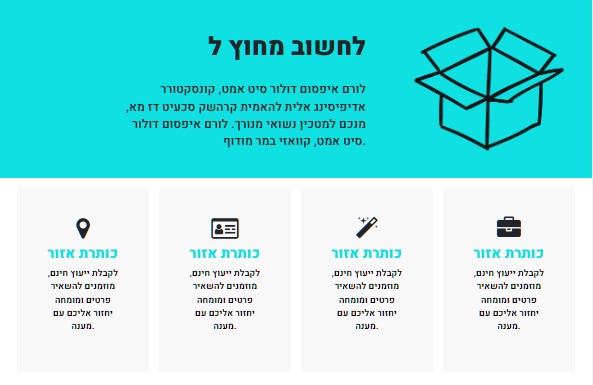 לחשוב מחוץ ל
לורם איפסום דולור סיט אמט, קונסקטורר
אדיפיסינג אלית להאמית קרהשק סכעיט דז מא,
מנכם למטכין נשואי מנורך. לורם איפסום דולור
סיט אמט, קוואזי במר מודוף.
כותרת אזור
לקבלת ייעוץ חינם,
מוזמנים להשאיר
פרטים ומומחה
יחזור אליכם עם
מענה.
כותרת אזור
לקבלת ייעוץ חינם,
מוזמנים להשאיר
פרטים ומומחה
יחזור אליכם עם
מענה.
כותרת אזור
לקבלת ייעוץ חינם,
מוזמנים להשאיר
פרטים ומומחה
יחזור אליכם עם
מענה.
כותרת אזור
לקבלת ייעוץ חינם,
מוזמנים להשאיר
פרטים ומומחה
יחזור אליכם עם
מענה.